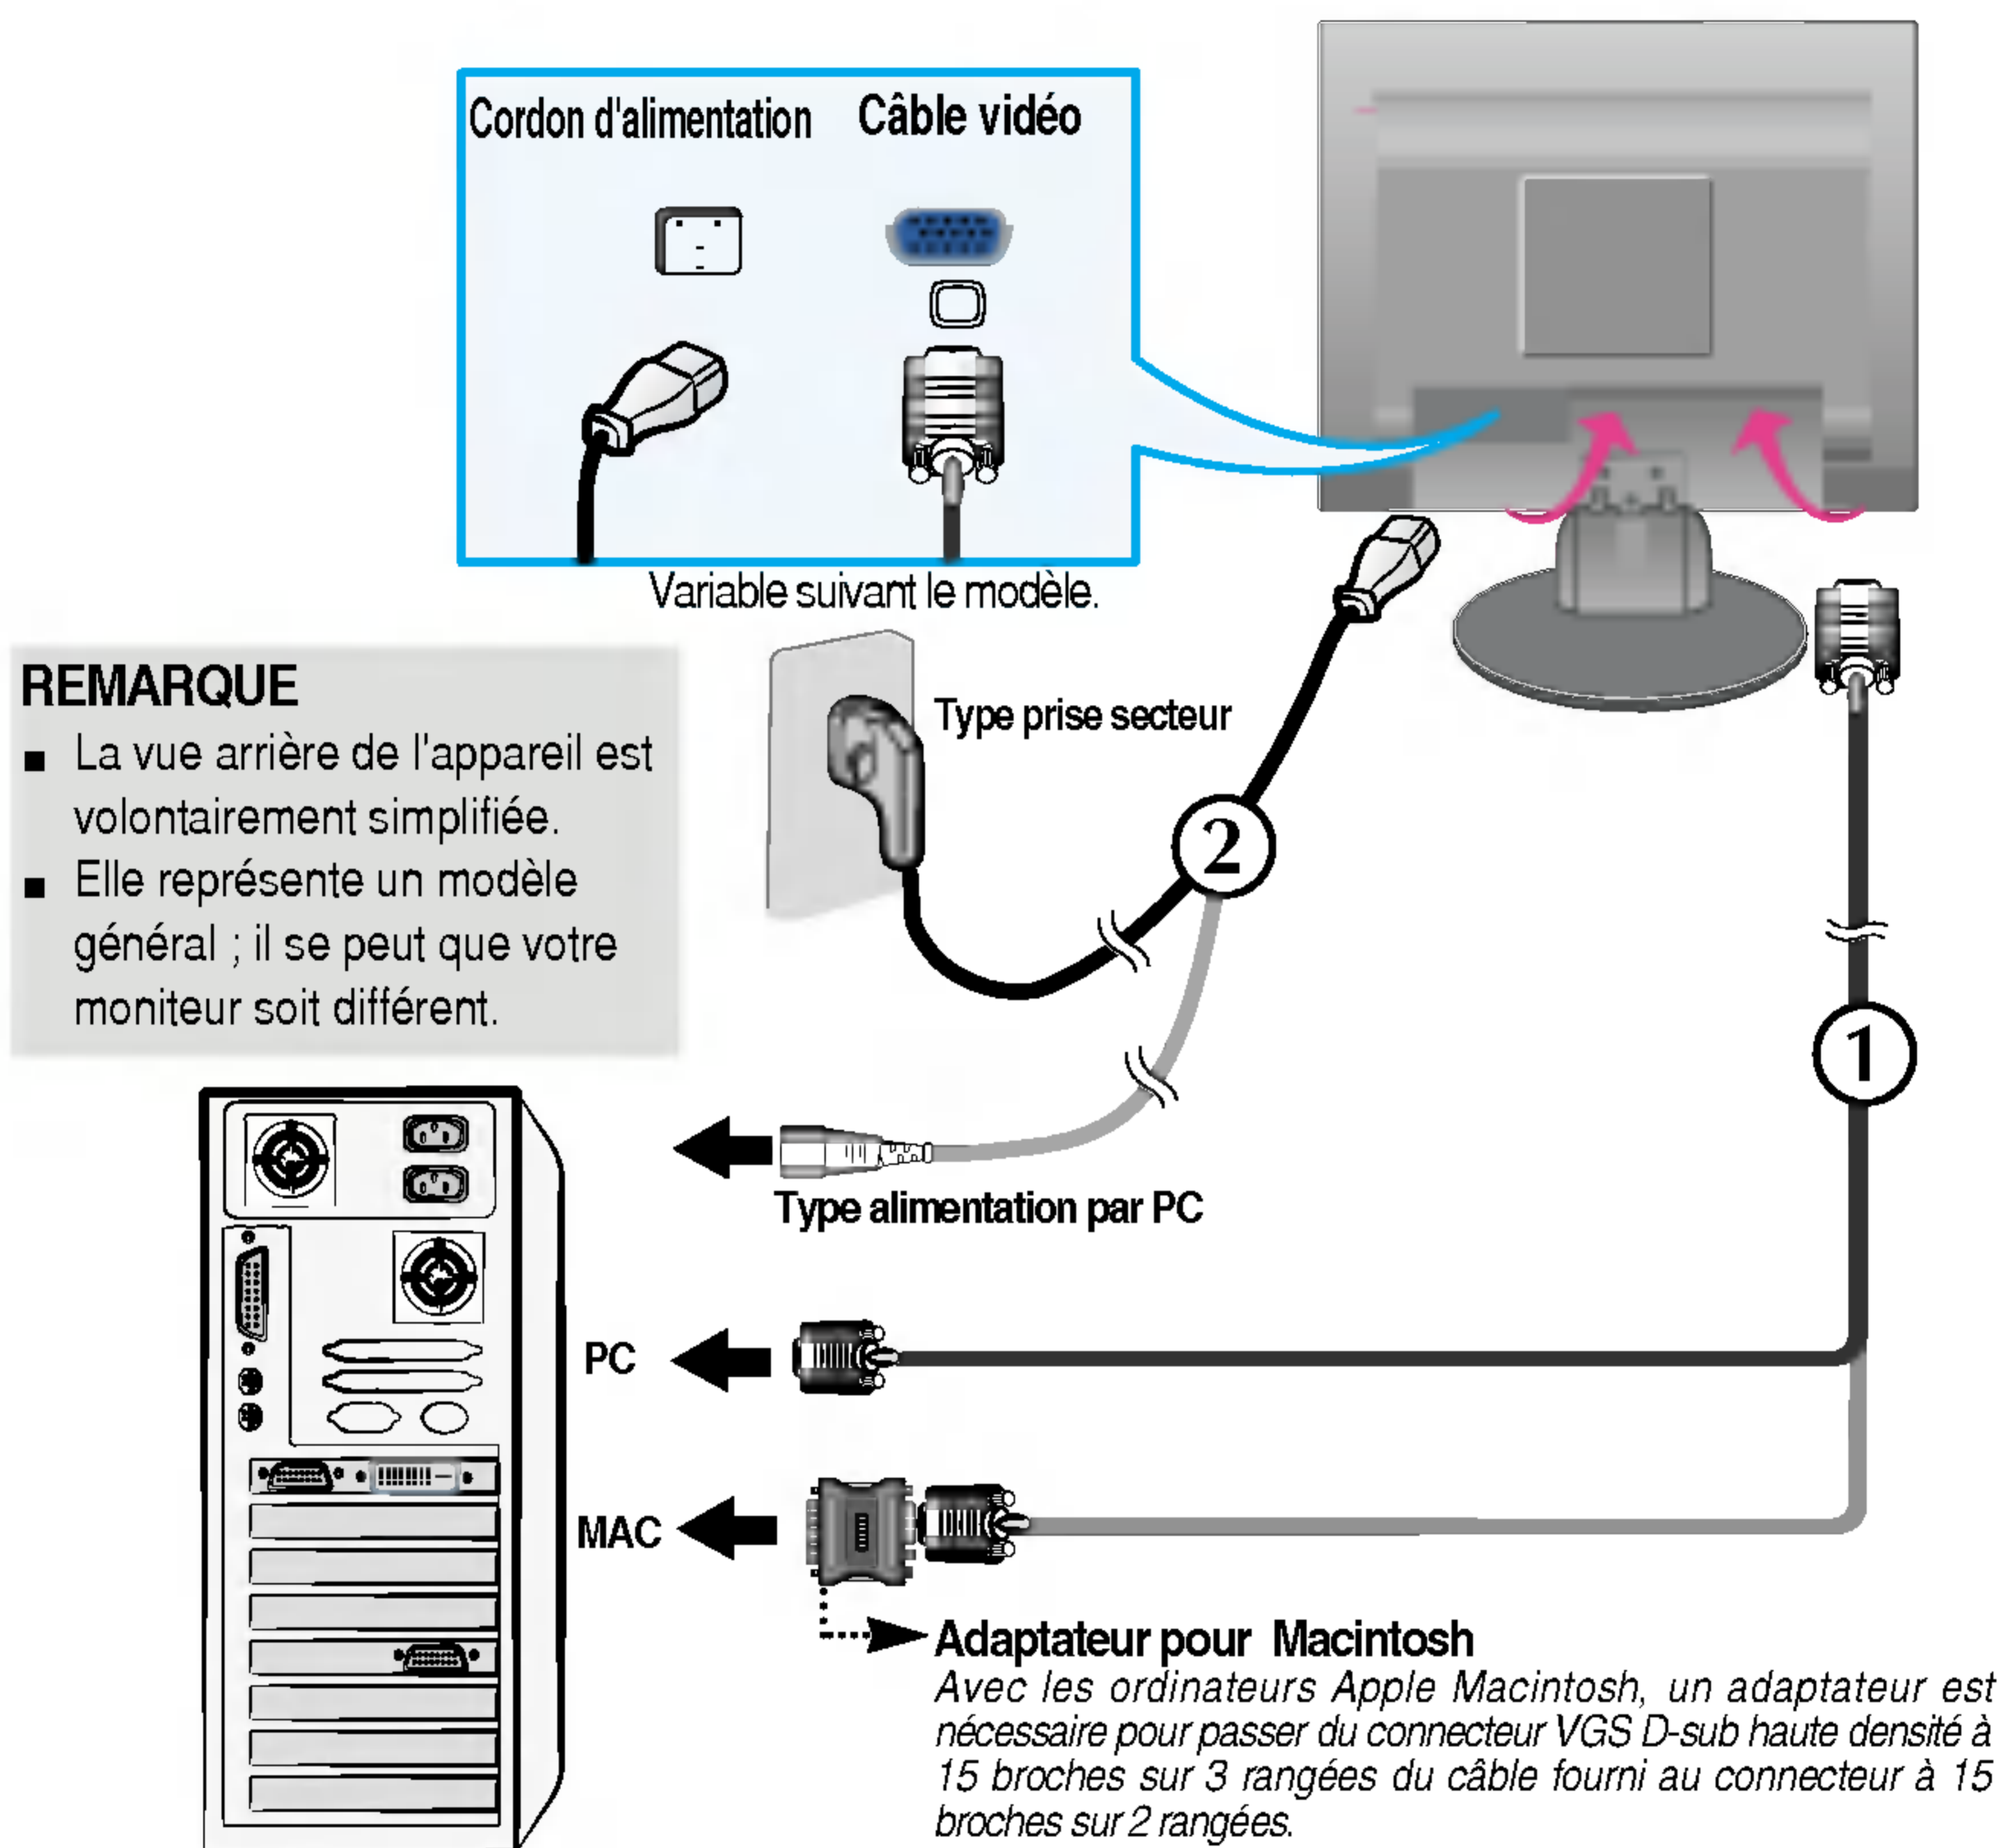 Cordon d'alimentation
Câble vidéo
Variable suivant le modèle.
REMARQUE
■ La vue arrière de l'appareil est
volontairement simplifiée.
■ Elle représente un modèle
général ; il se peut que votre
moniteur soit différent.
Type prise secteur
2
1
Type alimentation par PC
PC
MAC
Adaptateur pour Macintosh
Avec les ordinateurs Apple Macintosh, un adaptateur est
nécessaire pour passer du connecteur VGS D-sub haute densité à
15 broches sur 3 rangées du câble fourni au connecteur à 15
broches sur 2 rangées.